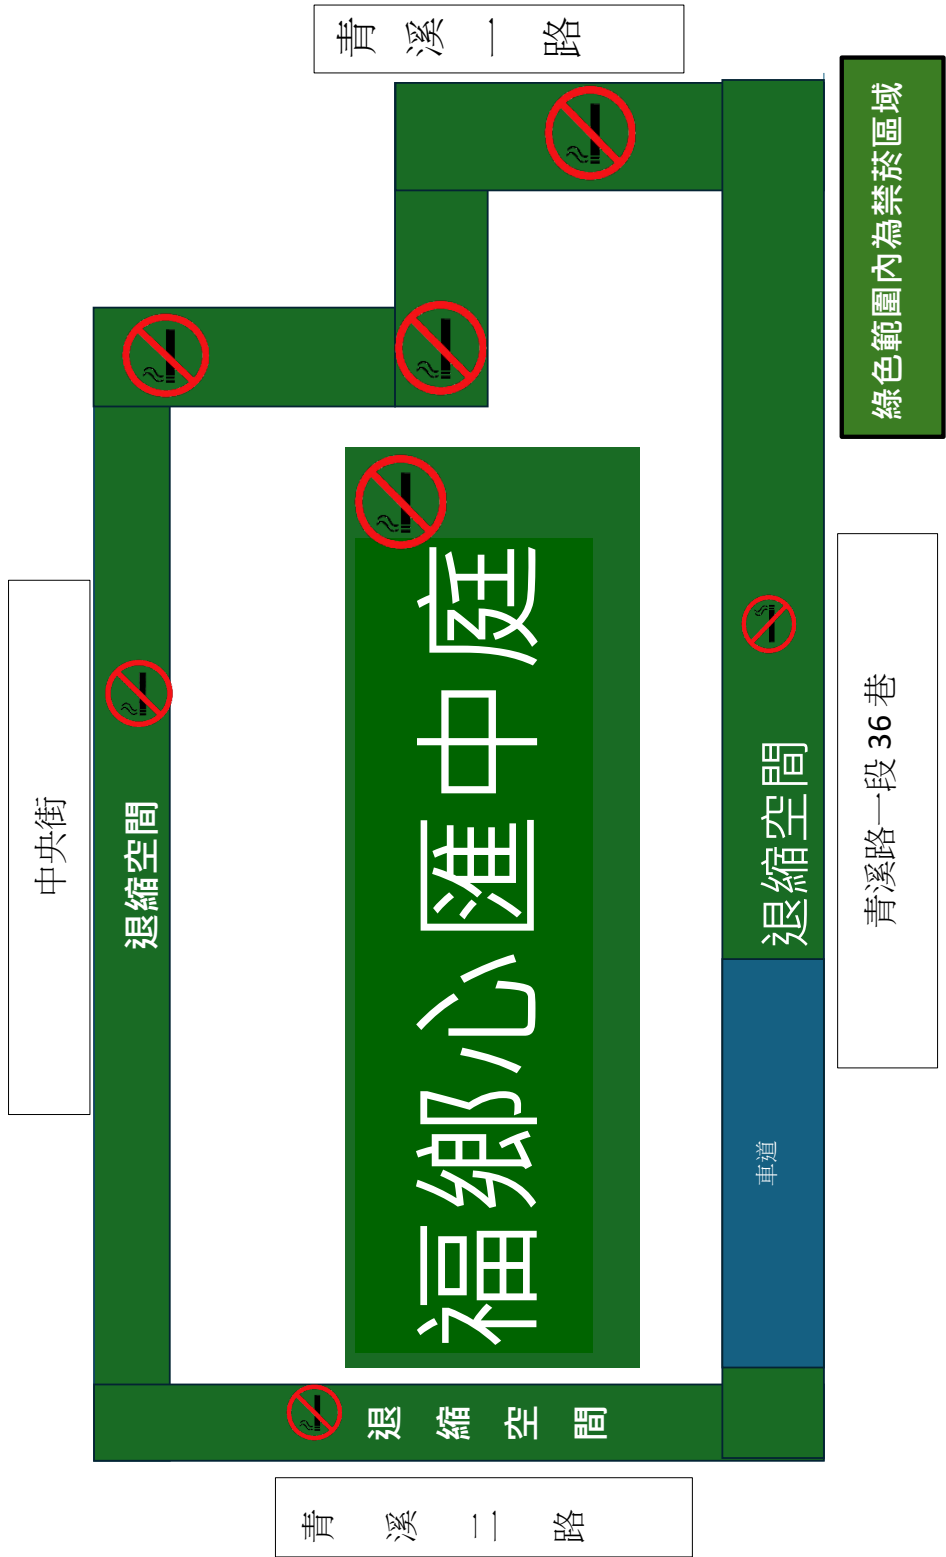 中央街
退縮空間
青溪二路
退縮空間
福鄉心匯中庭
青溪一路
車道
退縮空間
青溪路一段 36 巷
綠色範圍內為禁菸區域